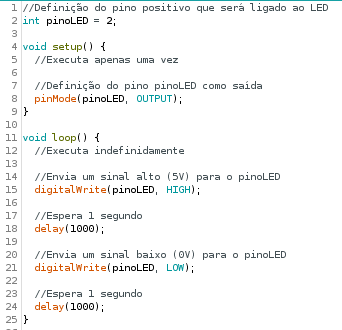 1 //Definição do pino positivo que será ligado ao LED
2 int pinoLED = 2;
3
4 void setup() {
5 //Executa apenas uma vez
6
7 //Definição do pino pinoLED como saída
8 pinMode(pinoLED, OUTPUT);
9 }
10
11 void loop() {
12 //Executa indefinidamente
13
14 //Envia um sinal alto (5V) para o pinoLED
15 digitalWrite(pinoLED, HIGH);
16
17 //Espera 1 segundo
18 delay(1000);
19
20 //Envia um sinal baixo (0V) para o pinoLED
21 digitalWrite(pinoLED, LOW);
22
23 //Espera 1 segundo
24 delay(1000);
25 }